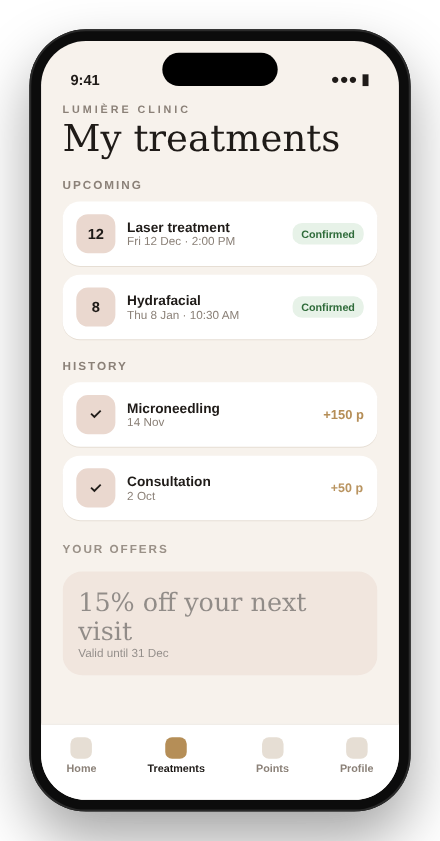 9:41
LUMIÈRE CLINIC
My treatments
UPCOMING
12
Laser treatment
Fri 12 Dec · 2:00 PM
Confirmed
8
Hydrafacial
Thu 8 Jan · 10:30 AM
Confirmed
HISTORY
Microneedling
14 Nov
+150 p
Consultation
2 Oct
+50 p
YOUR OFFERS
15% off your next
visit
Valid until 31 Dec
Home
Treatments
Points
Profile